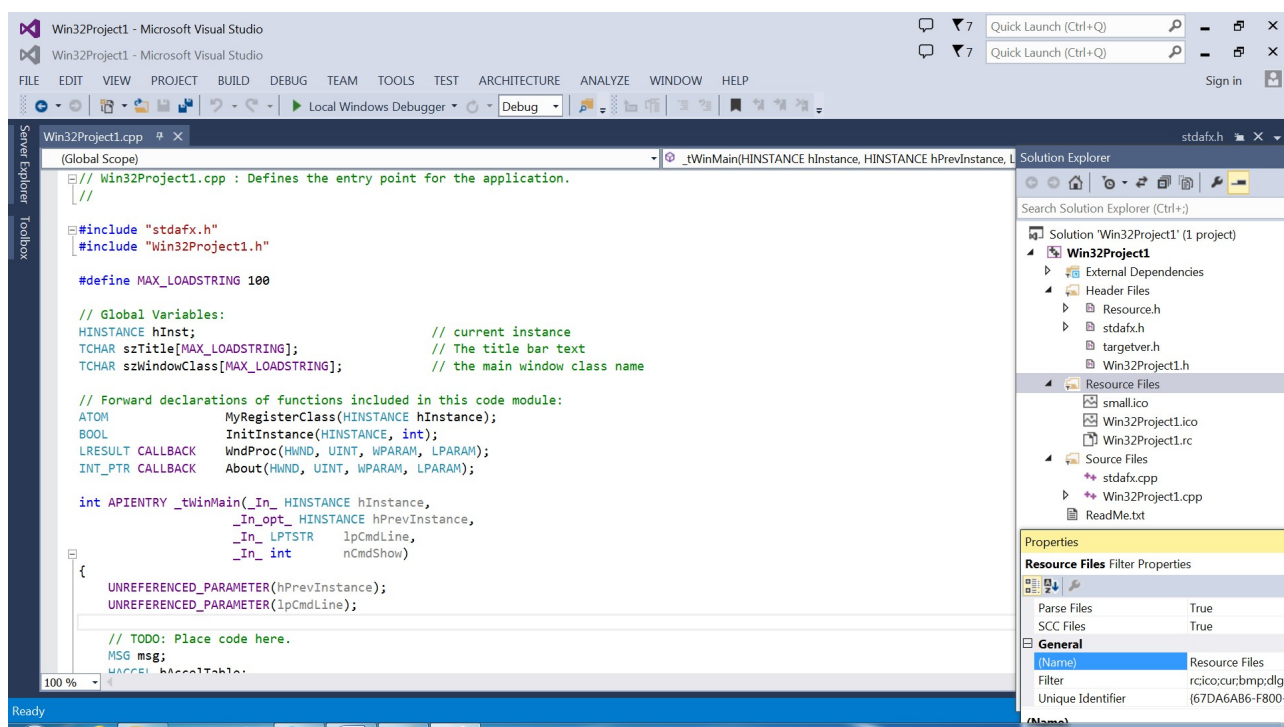 Win32Project1 - Microsoft Visual Studio
7
Quick Launch (Ctrl+Q)
Win32Project1 - Microsoft Visual Studio
7
Quick Launch (Ctrl+Q)
FILE EDIT VIEW PROJECT BUILD DEBUG TEAM TOOLS TEST ARCHITECTURE ANALYZE WINDOW HELP
Sign in
Local Windows Debugger
Debug
Server Explorer
Toolbox
Win32Project1.cpp
stdafx.h
(Global Scope)
_tWinMain(HINSTANCE hInstance, HINSTANCE hPrevInstance, L
// Win32Project1.cpp : Defines the entry point for the application.
//
#include "stdafx.h"
#include "Win32Project1.h"
#define MAX_LOADSTRING 100
// Global Variables:
HINSTANCE hInst; // current instance
TCHAR szTitle[MAX_LOADSTRING]; // The title bar text
TCHAR szWindowClass[MAX_LOADSTRING]; // the main window class name
// Forward declarations of functions included in this code module:
ATOM MyRegisterClass(HINSTANCE hInstance);
BOOL InitInstance(HINSTANCE, int);
LRESULT CALLBACK WndProc(HWND, UINT, WPARAM, LPARAM);
INT_PTR CALLBACK About(HWND, UINT, WPARAM, LPARAM);
int APIENTRY _tWinMain(_In_ HINSTANCE hInstance,
_In_opt_ HINSTANCE hPrevInstance,
_In_ LPTSTR lpCmdLine,
_In_ int nCmdShow)
{
UNREFERENCED_PARAMETER(hPrevInstance);
UNREFERENCED_PARAMETER(lpCmdLine);
// TODO: Place code here.
MSG msg;
HACCEL hAccelTable;
100 %
Solution Explorer
Search Solution Explorer (Ctrl+;)
Solution 'Win32Project1' (1 project)
Win32Project1
External Dependencies
Header Files
Resource.h
stdafx.h
targetver.h
Win32Project1.h
Resource Files
small.ico
Win32Project1.ico
Win32Project1.rc
Source Files
stdafx.cpp
Win32Project1.cpp
ReadMe.txt
Properties
Resource Files Filter Properties
Parse Files True
SCC Files True
General
(Name) Resource Files
Filter rc;ico;cur;bmp;dlg
Unique Identifier {67DA6AB6-F800-
(Name)
Ready